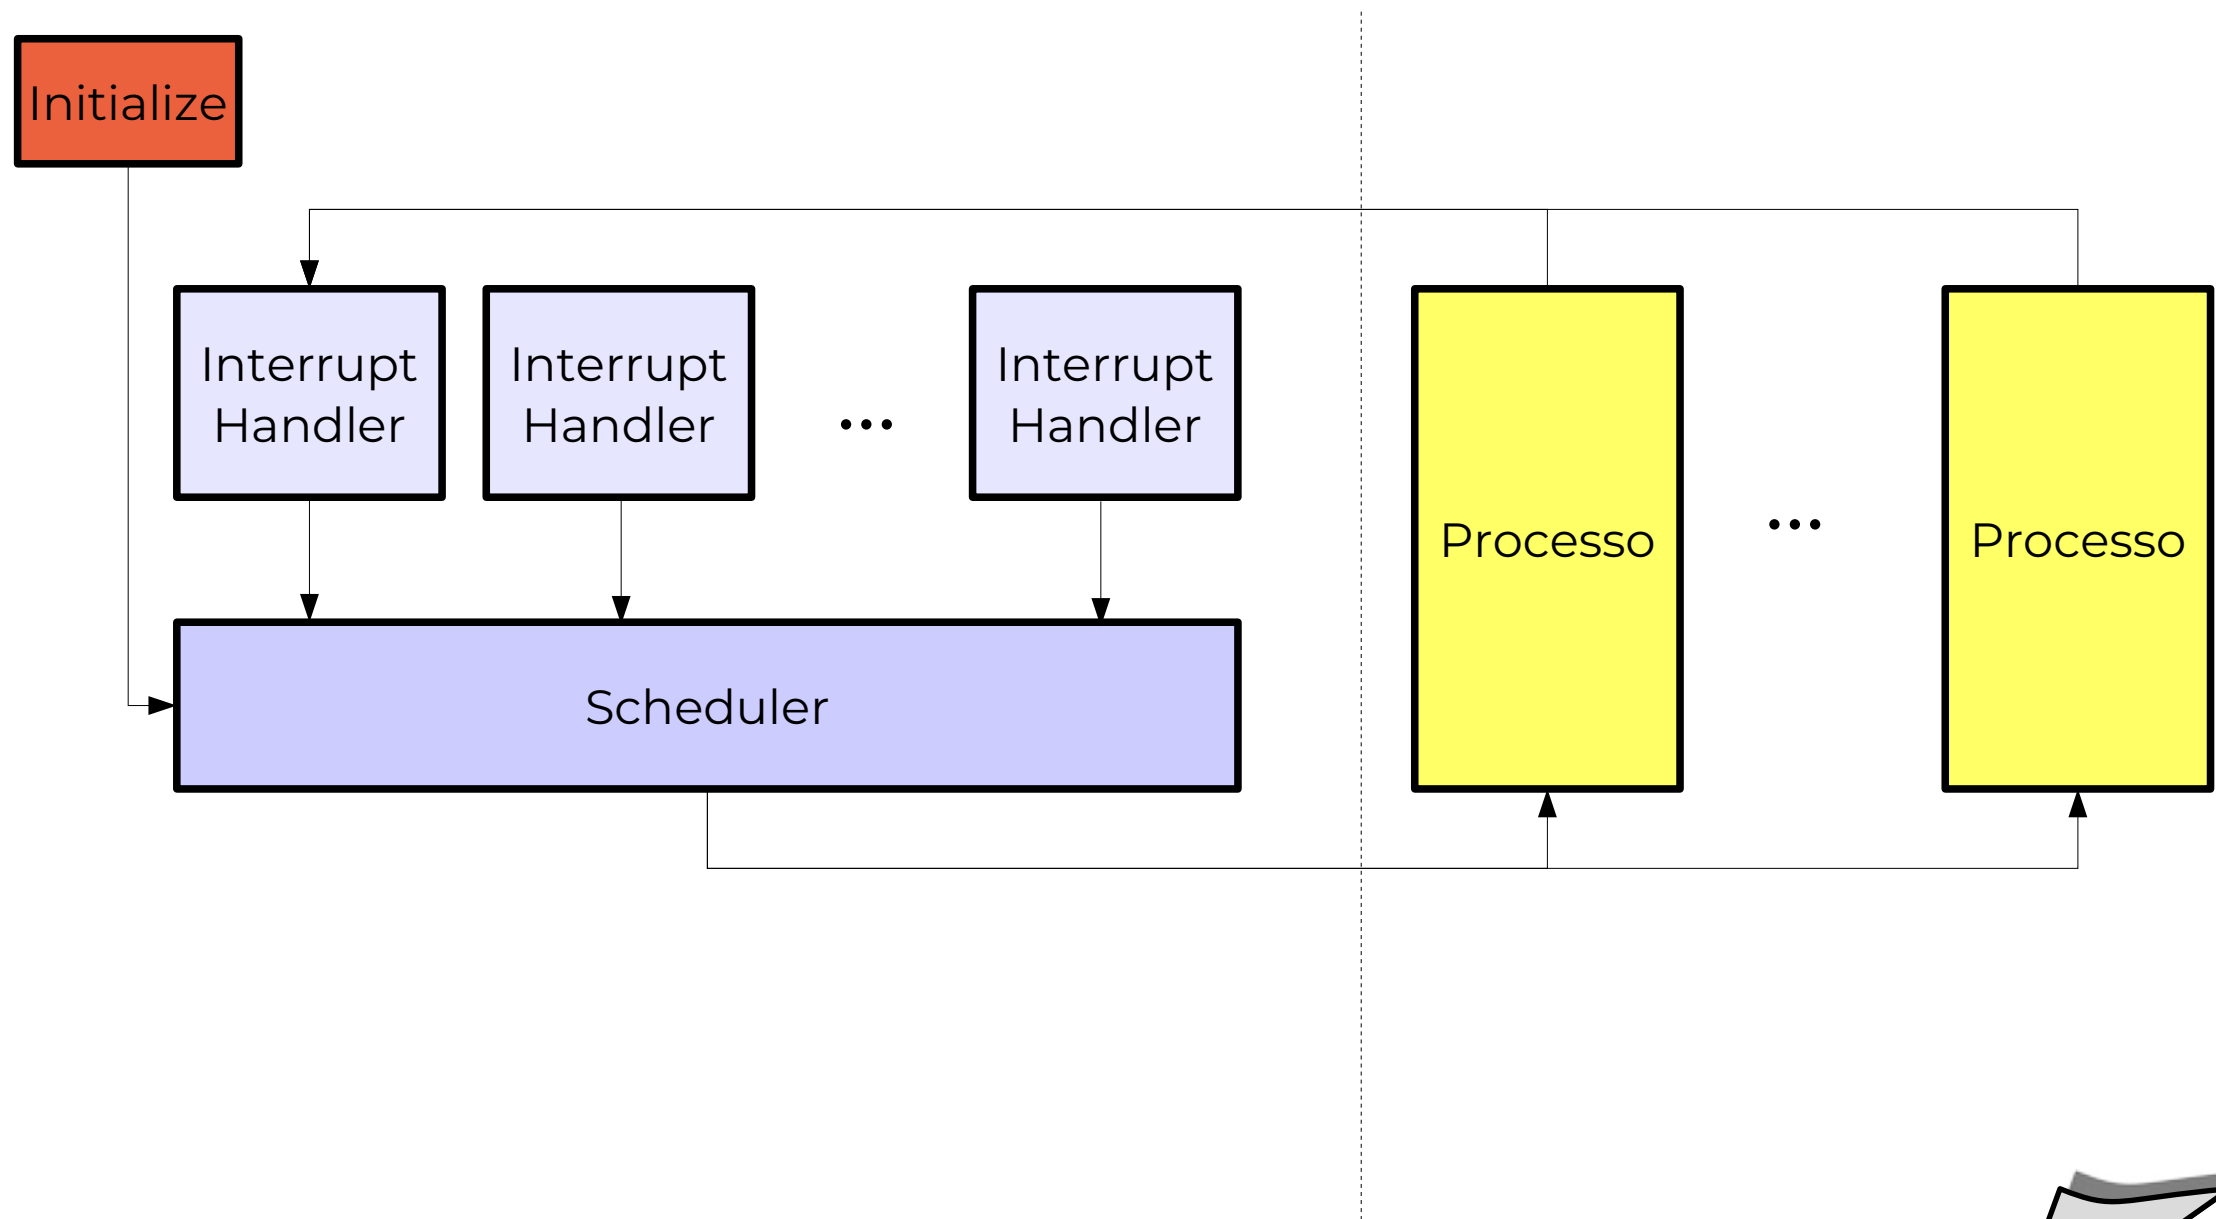 Initialize
Interrupt
Handler
Interrupt
Handler
...
Interrupt
Handler
Processo
...
Processo
Scheduler